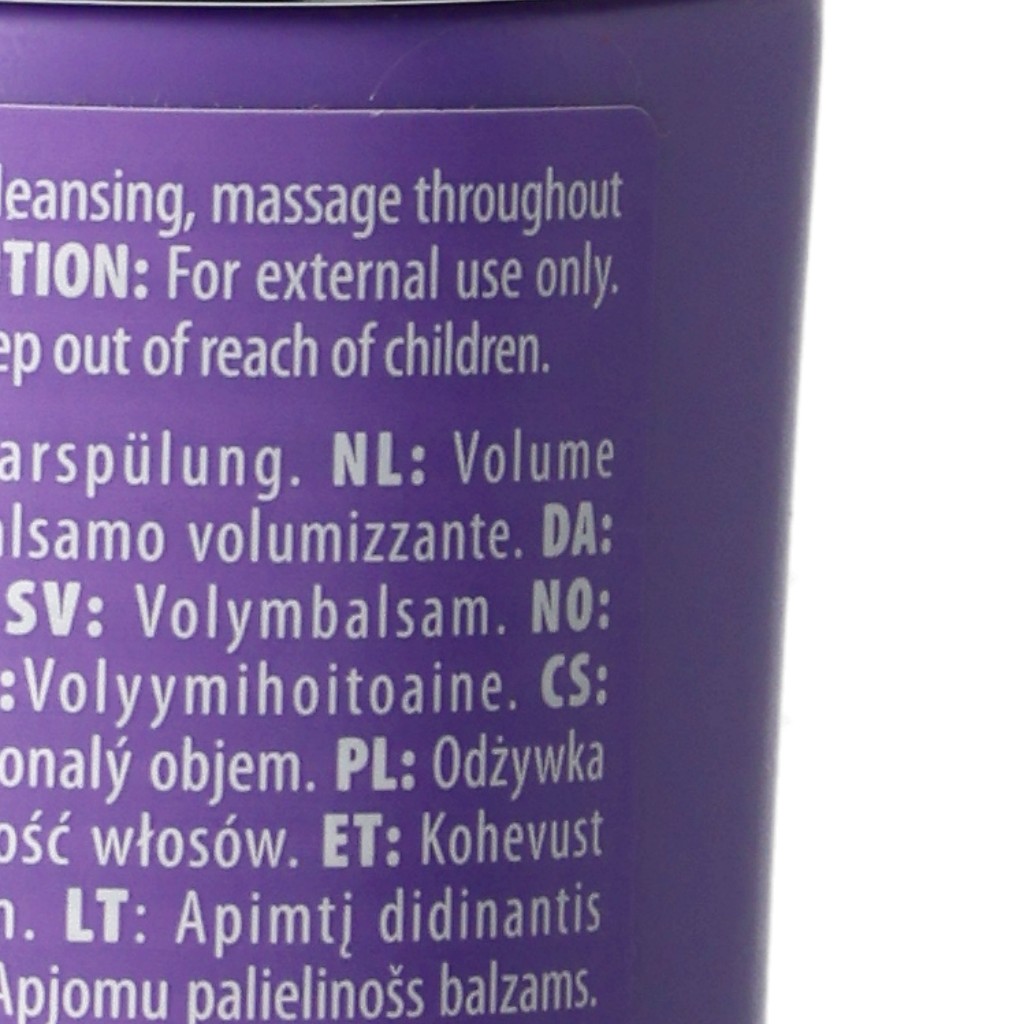 leansing, massage throughout
TION: For external use only.
ep out of reach of children.
arspülung. NL: Volume
alsamo volumizzante. DA:
SV: Volymbalsam. NO:
:Volyymihoitoaine. CS:
onalý objem. PL: Odżywka
ość włosów. ET: Kohevust
n. LT: Apimtį didinantis
Apjomu palielinošs balzams.